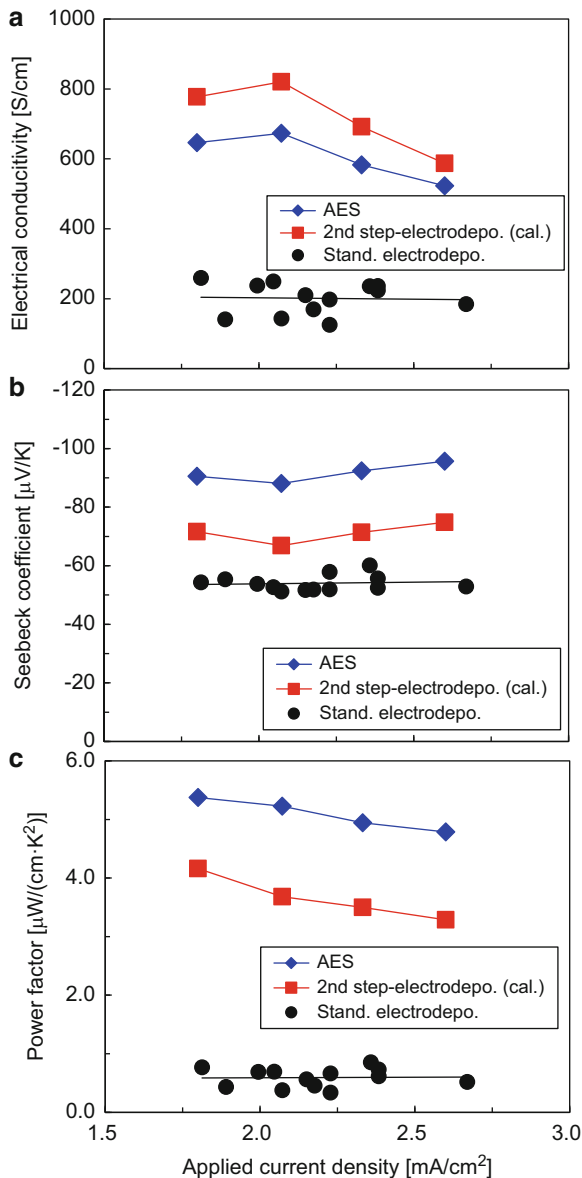 a
1000
800
600
400
200
0
Electrical conducitivity [S/cm]
AES
2nd step-electrodepo. (cal.)
Stand. electrodepo.
b
-120
-100
-80
-60
-40
-20
0
Seebeck coefficient [μV/K]
AES
2nd step-electrodepo. (cal.)
Stand. electrodepo.
c
6.0
4.0
2.0
0.0
Power factor [μW/(cm·K²)]
AES
2nd step-electrodepo. (cal.)
Stand. electrodepo.
1.5 2.0 2.5 3.0
Applied current density [mA/cm²]